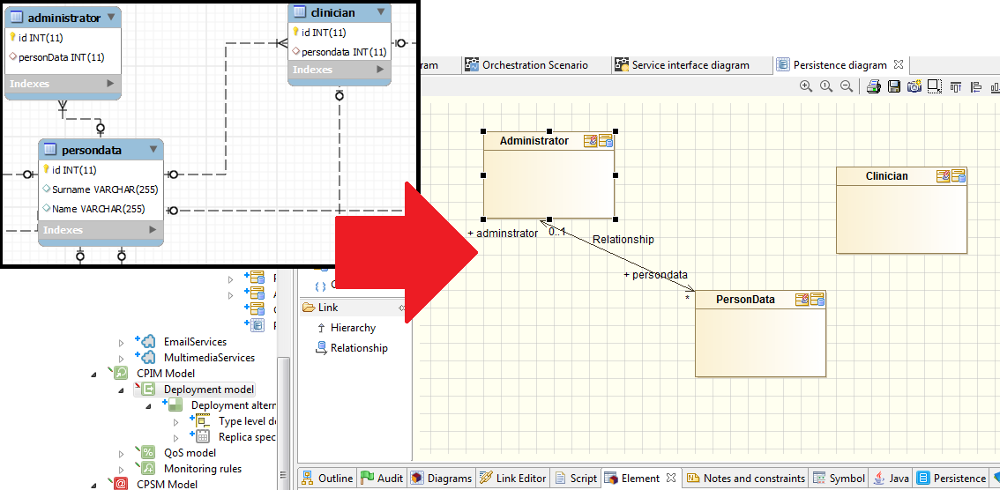 administrator
id INT(11)
personData INT(11)
Indexes
clinician
id INT(11)
persondata INT(11)
Indexes
persondata
id INT(11)
Surname VARCHAR(255)
Name VARCHAR(255)
Indexes
ram
Orchestration Scenario
Service interface diagram
Persistence diagram
Administrator
+ adminstrator
0..1
Relationship
+ persondata
*
PersonData
Clinician
Link
Hierarchy
Relationship
EmailServices
MultimediaServices
CPIM Model
Deployment model
Deployment altern
Type level de
Replica spec
QoS model
Monitoring rules
CPSM Model
Outline
Audit
Diagrams
Link Editor
Script
Element
Notes and constraints
Symbol
Java
Persistence